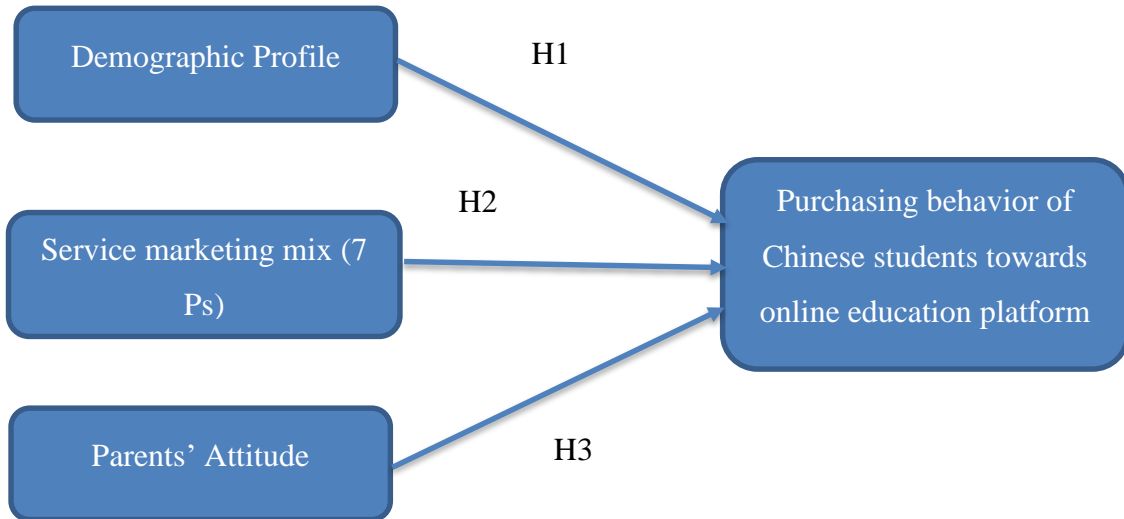 Demographic Profile
H1
Service marketing mix (7
Ps)
H2
Parents’ Attitude
H3
Purchasing behavior of
Chinese students towards
online education platform